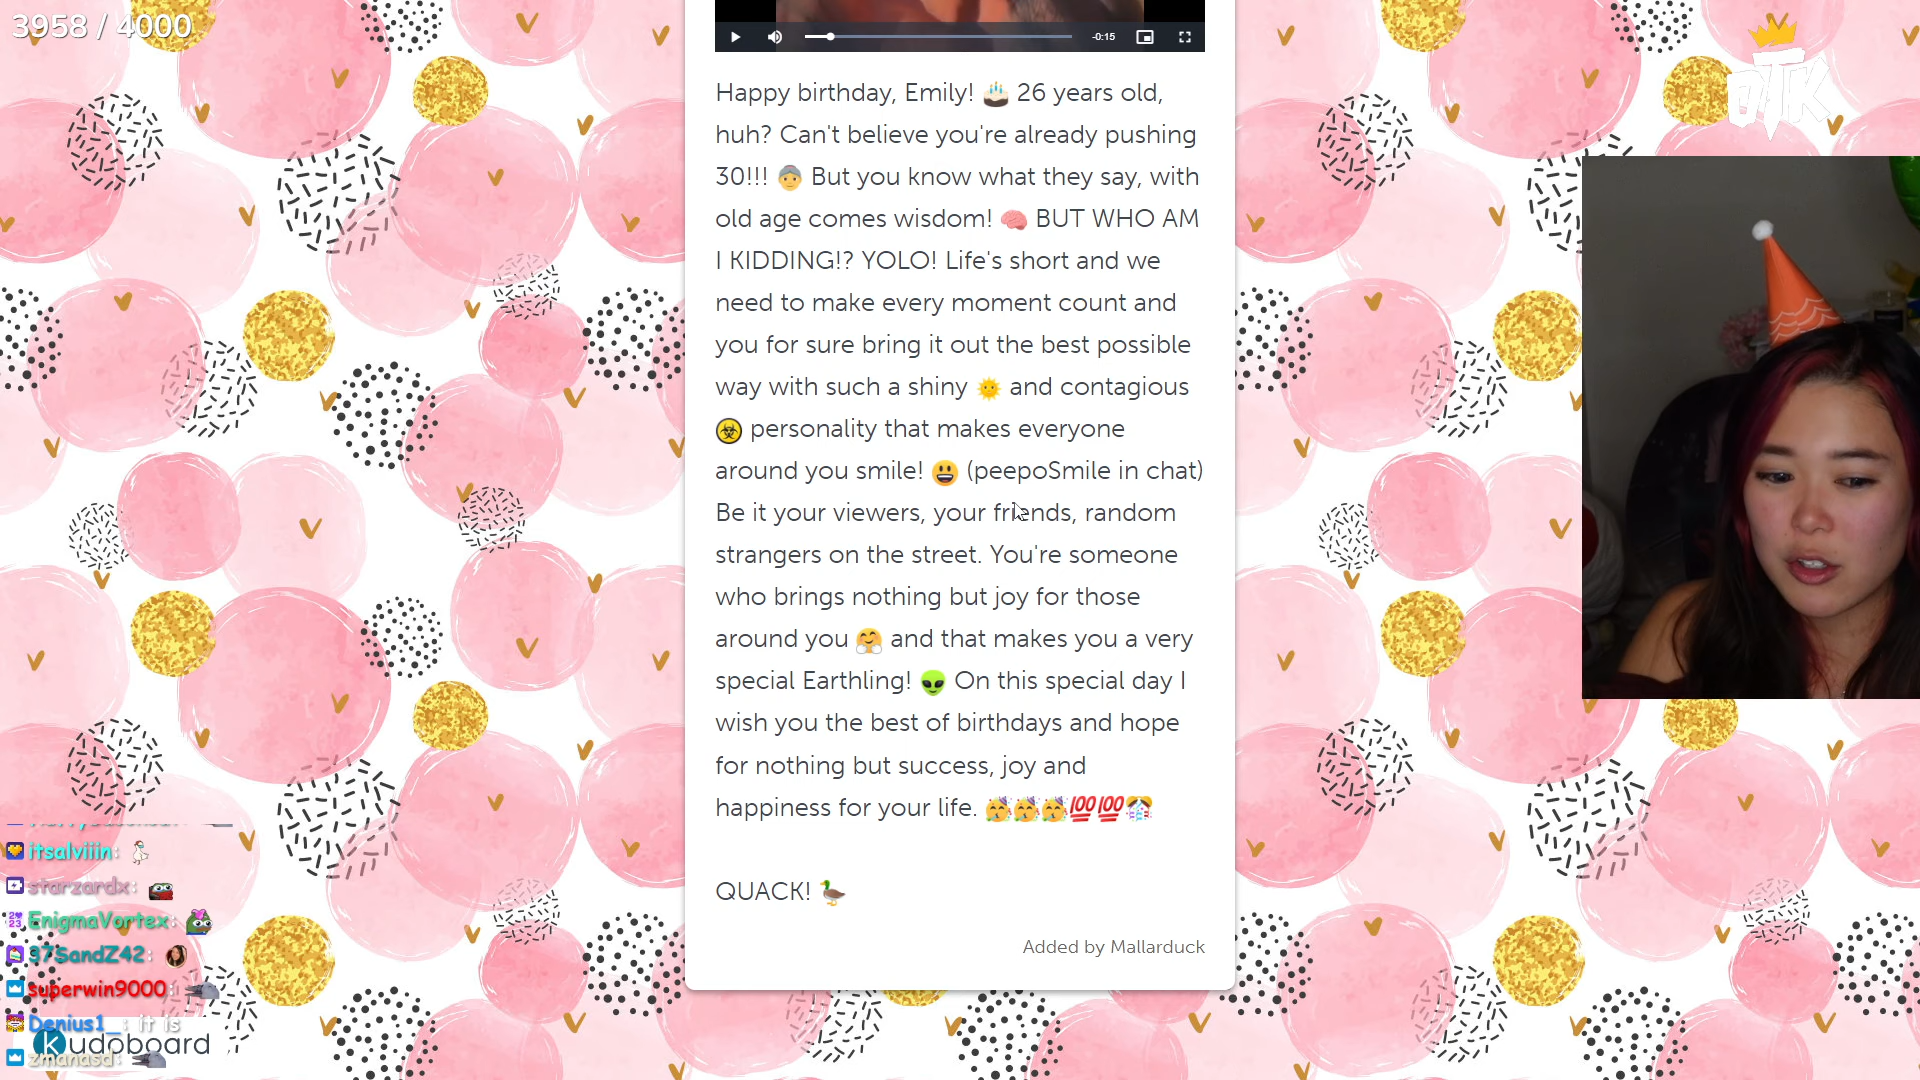 3958 / 4000
OTK
-0:15
Happy birthday, Emily! 🎂 26 years old,
huh? Can't believe you're already pushing
30!!! 👵 But you know what they say, with
old age comes wisdom! 🧠 BUT WHO AM
I KIDDING!? YOLO! Life's short and we
need to make every moment count and
you for sure bring it out the best possible
way with such a shiny 🌞 and contagious
☣️ personality that makes everyone
around you smile! 😃 (peepoSmile in chat)
Be it your viewers, your friends, random
strangers on the street. You're someone
who brings nothing but joy for those
around you 🤗 and that makes you a very
special Earthling! 👽 On this special day I
wish you the best of birthdays and hope
for nothing but success, joy and
happiness for your life. 🥳🥳🥳💯💯🎊
QUACK! 🦆
Added by Mallarduck
itsalviiin:
starzardx:
EnigmaVortex:
37SandZ42:
superwin9000:
Denius1_: it is
kudoboard
zmanasd: